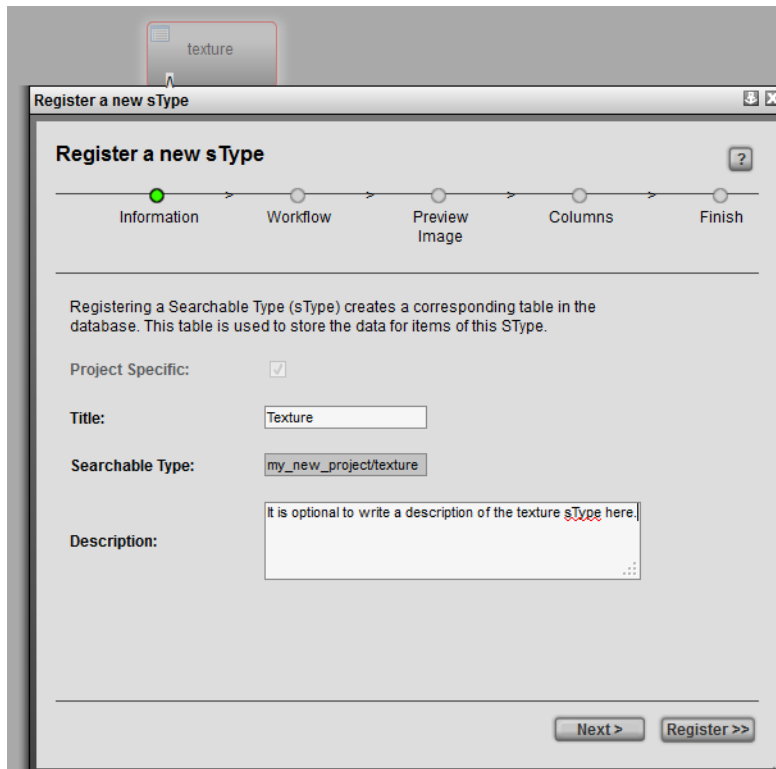 texture
Register a new sType
Register a new sType
?
> > > >
Information Workflow Preview Image Columns Finish
Registering a Searchable Type (sType) creates a corresponding table in the
database. This table is used to store the data for items of this SType.
Project Specific:
Title: Texture
Searchable Type: my_new_project/texture
Description: It is optional to write a description of the texture sType here.
Next > Register >>